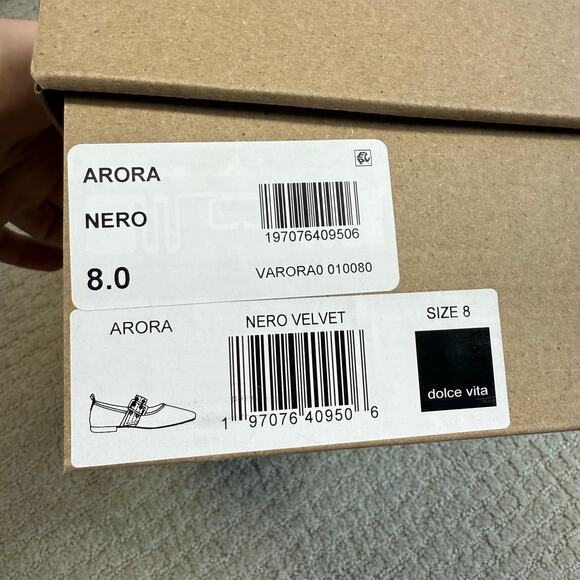 ARORA
NERO
197076409506
8.0
VARORA0 010080
ARORA
NERO VELVET
SIZE 8
dolce vita
1 97076 40950 6